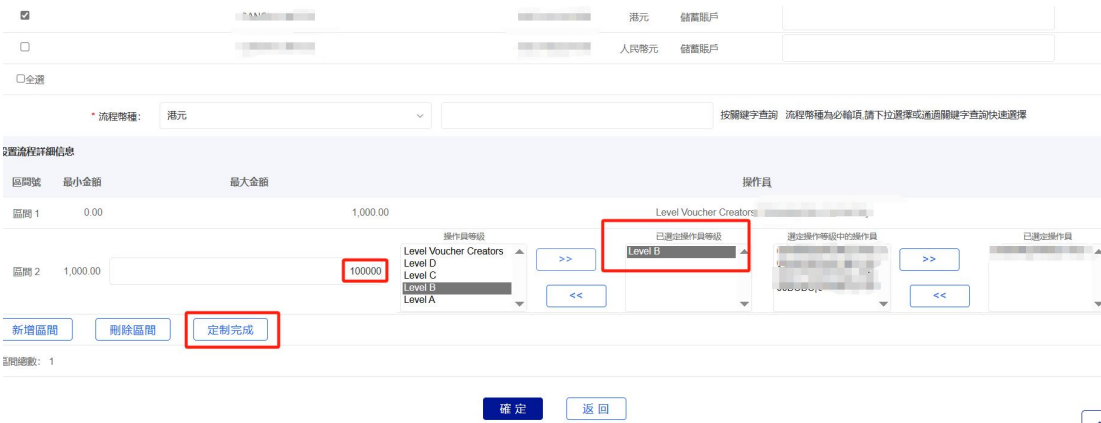 港元 儲蓄賬戶
人民幣元 儲蓄賬戶
全選
* 流程幣種: 港元 按關鍵字查詢 流程幣種為必輸項,請下拉選擇或通過關鍵字查詢快速選擇
設置流程詳細信息
區間號 最小金額 最大金額 操作員
區間 1 0.00 1,000.00 Level Voucher Creators
操作員等級 已選定操作員等級 選定操作等級中的操作員 已選定操作員
Level Voucher Creators
Level D
Level C
Level B
Level A
>>
<<
Level B
>>
<<
區間 2 1,000.00 100000
新增區間 刪除區間 定制完成
區間總數: 1
確定 返回